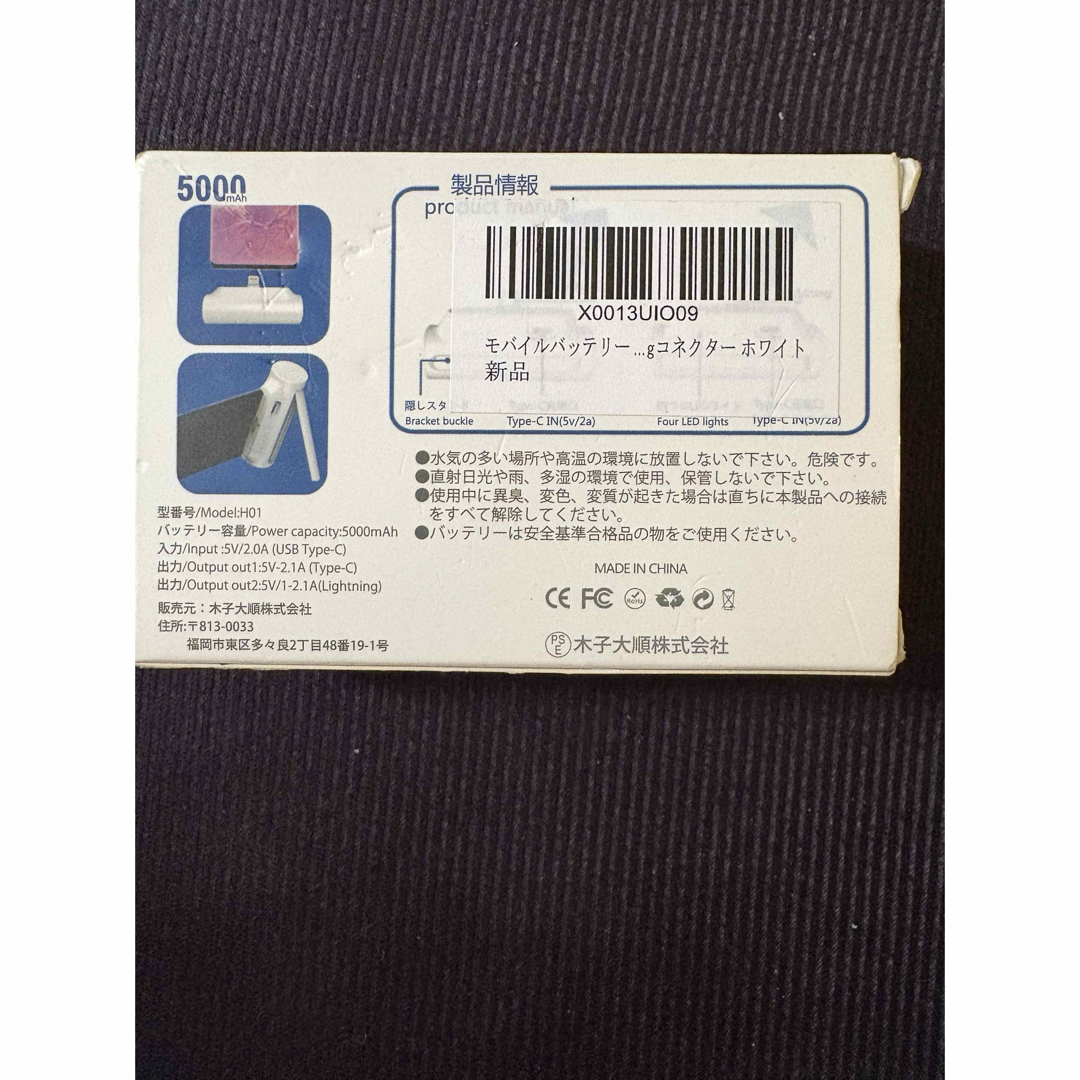 5000mAh
製品情報
product manual
X0013UIO09
モバイルバッテリー...gコネクター ホワイト
新品
隠しスタ
Bracket buckle
Type-C IN(5v/2a)
Four LED lights
Type-C IN(5v/2a)
●水気の多い場所や高温の環境に放置しないで下さい。危険です。
●直射日光や雨、多湿の環境で使用、保管しないで下さい。
●使用中に異臭、変色、変質が起きた場合は直ちに本製品への接続
をすべて解除してください。
●バッテリーは安全基準合格品の物をご使用ください。
型番号/Model:H01
バッテリー容量/Power capacity:5000mAh
入力/Input :5V/2.0A (USB Type-C)
出力/Output out1:5V-2.1A (Type-C)
出力/Output out2:5V/1-2.1A(Lightning)
販売元：木子大順株式会社
住所:〒813-0033
福岡市東区多々良2丁目48番19-1号
MADE IN CHINA
CE FC RoHS
PSE 木子大順株式会社